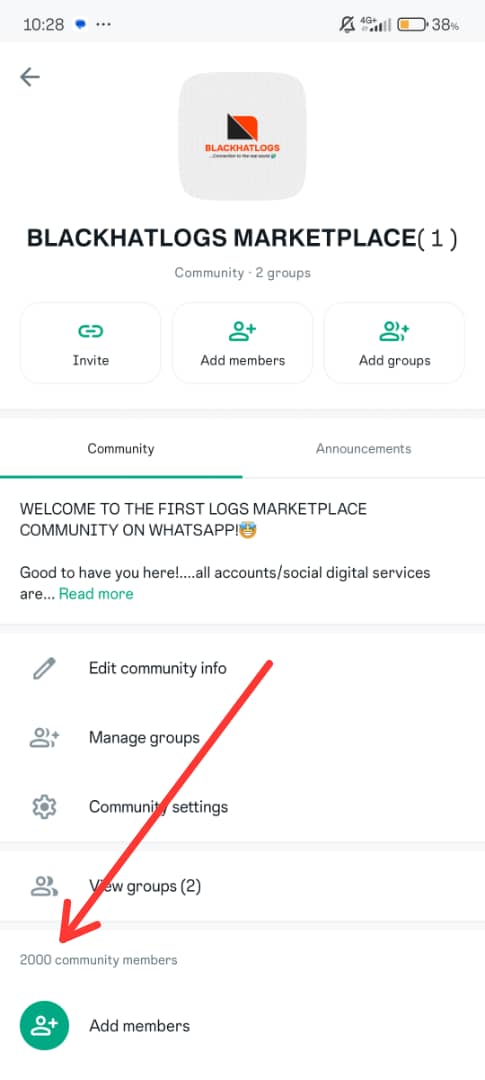 10:28
4G+
38%
BLACKHATLOGS
...Connection to the real world
BLACKHATLOGS MARKETPLACE( 1 )
Community · 2 groups
Invite
Add members
Add groups
Community
Announcements
WELCOME TO THE FIRST LOGS MARKETPLACE
COMMUNITY ON WHATSAPP!🤠
Good to have you here!....all accounts/social digital services
are... Read more
Edit community info
Manage groups
Community settings
View groups (2)
2000 community members
Add members